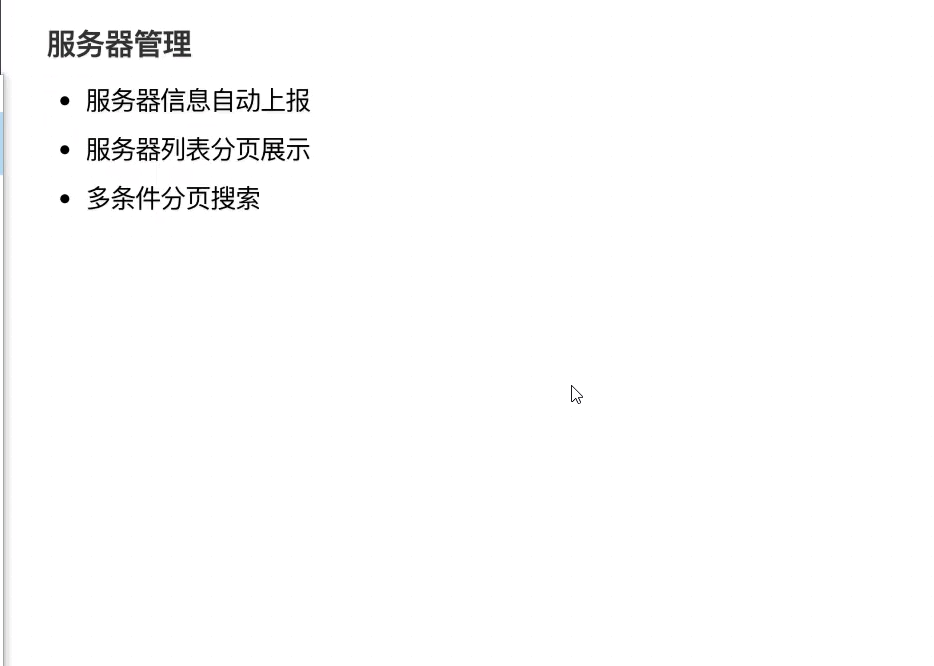 服务器管理
服务器信息自动上报
服务器列表分页展示
多条件分页搜索